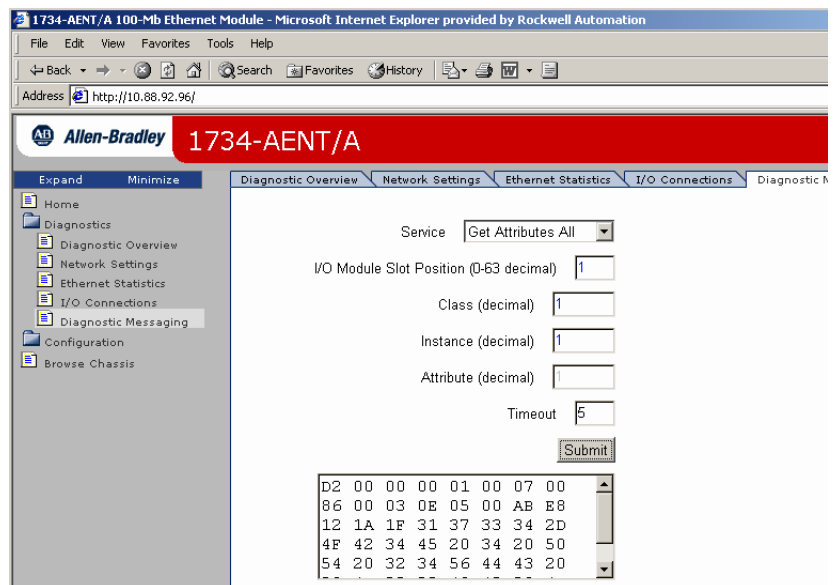 1734-AENT/A 100-Mb Ethernet Module - Microsoft Internet Explorer provided by Rockwell Automation
File Edit View Favorites Tools Help
Back Search Favorites History
Address http://10.88.92.96/
AB Allen-Bradley 1734-AENT/A
Expand Minimize
Diagnostic Overview Network Settings Ethernet Statistics I/O Connections Diagnostic
Home
Diagnostics
Diagnostic Overview
Network Settings
Ethernet Statistics
I/O Connections
Diagnostic Messaging
Configuration
Browse Chassis
Service Get Attributes All
I/O Module Slot Position (0-63 decimal) 1
Class (decimal) 1
Instance (decimal) 1
Attribute (decimal) 1
Timeout 5
Submit
D2 00 00 00 01 00 07 00
86 00 03 0E 05 00 AB E8
12 1A 1F 31 37 33 34 2D
4F 42 34 45 20 34 20 50
54 20 32 34 56 44 43 20